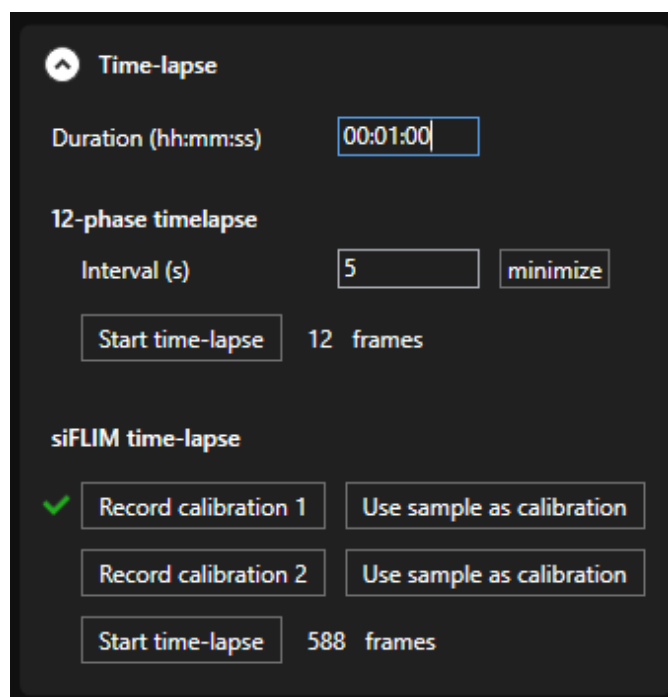 Time-lapse
Duration (hh:mm:ss) 00:01:00
12-phase timelapse
Interval (s) 5 minimize
Start time-lapse 12 frames
siFLIM time-lapse
Record calibration 1 Use sample as calibration
Record calibration 2 Use sample as calibration
Start time-lapse 588 frames